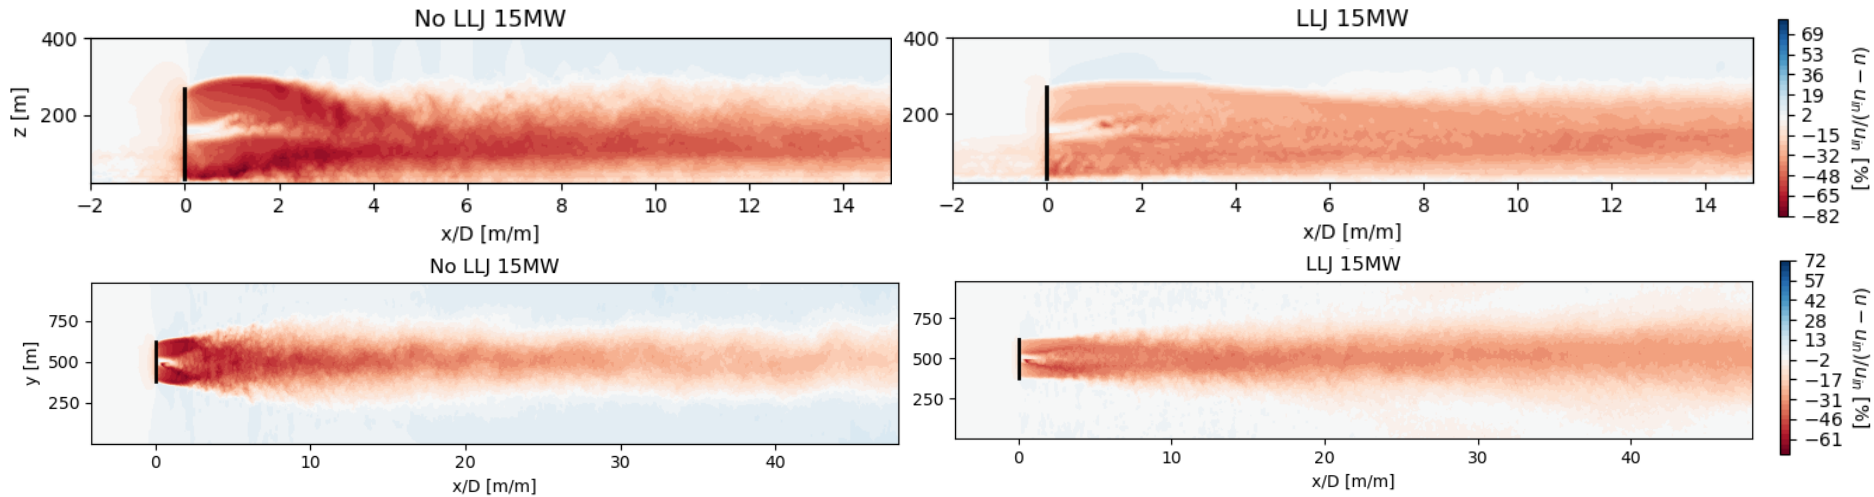 No LLJ 15MW
400
200
z [m]
−2 0 2 4 6 8 10 12 14
x/D [m/m]
LLJ 15MW
400
200
−2 0 2 4 6 8 10 12 14
x/D [m/m]
69
53
36
19
2
−15
−32
−48
−65
−82
(u − u_in)/u_in [%]
No LLJ 15MW
750
500
250
y [m]
0 10 20 30 40
x/D [m/m]
LLJ 15MW
750
500
250
0 10 20 30 40
x/D [m/m]
72
57
42
28
13
−2
−17
−31
−46
−61
(u − u_in)/u_in [%]